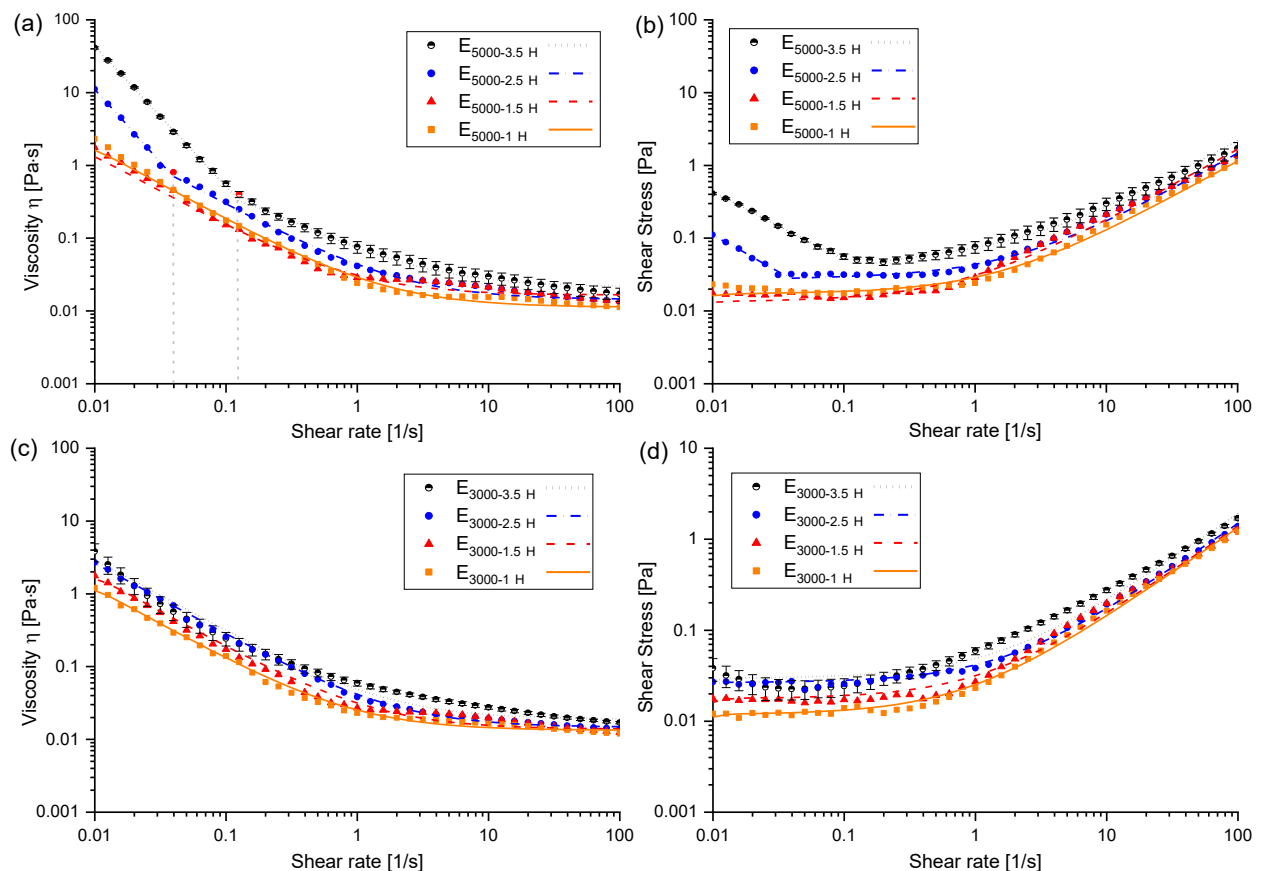 (a)
Viscosity η [Pa·s]
100
10
1
0.1
0.01
0.001
E5000-3.5 H
E5000-2.5 H
E5000-1.5 H
E5000-1 H
0.01 0.1 1 10 100
Shear rate [1/s]
(b)
Shear Stress [Pa]
100
10
1
0.1
0.01
0.001
E5000-3.5 H
E5000-2.5 H
E5000-1.5 H
E5000-1 H
0.01 0.1 1 10 100
Shear rate [1/s]
(c)
Viscosity η [Pa·s]
100
10
1
0.1
0.01
0.001
E3000-3.5 H
E3000-2.5 H
E3000-1.5 H
E3000-1 H
0.01 0.1 1 10 100
Shear rate [1/s]
(d)
Shear Stress [Pa]
10
1
0.1
0.01
0.001
E3000-3.5 H
E3000-2.5 H
E3000-1.5 H
E3000-1 H
0.01 0.1 1 10 100
Shear rate [1/s]